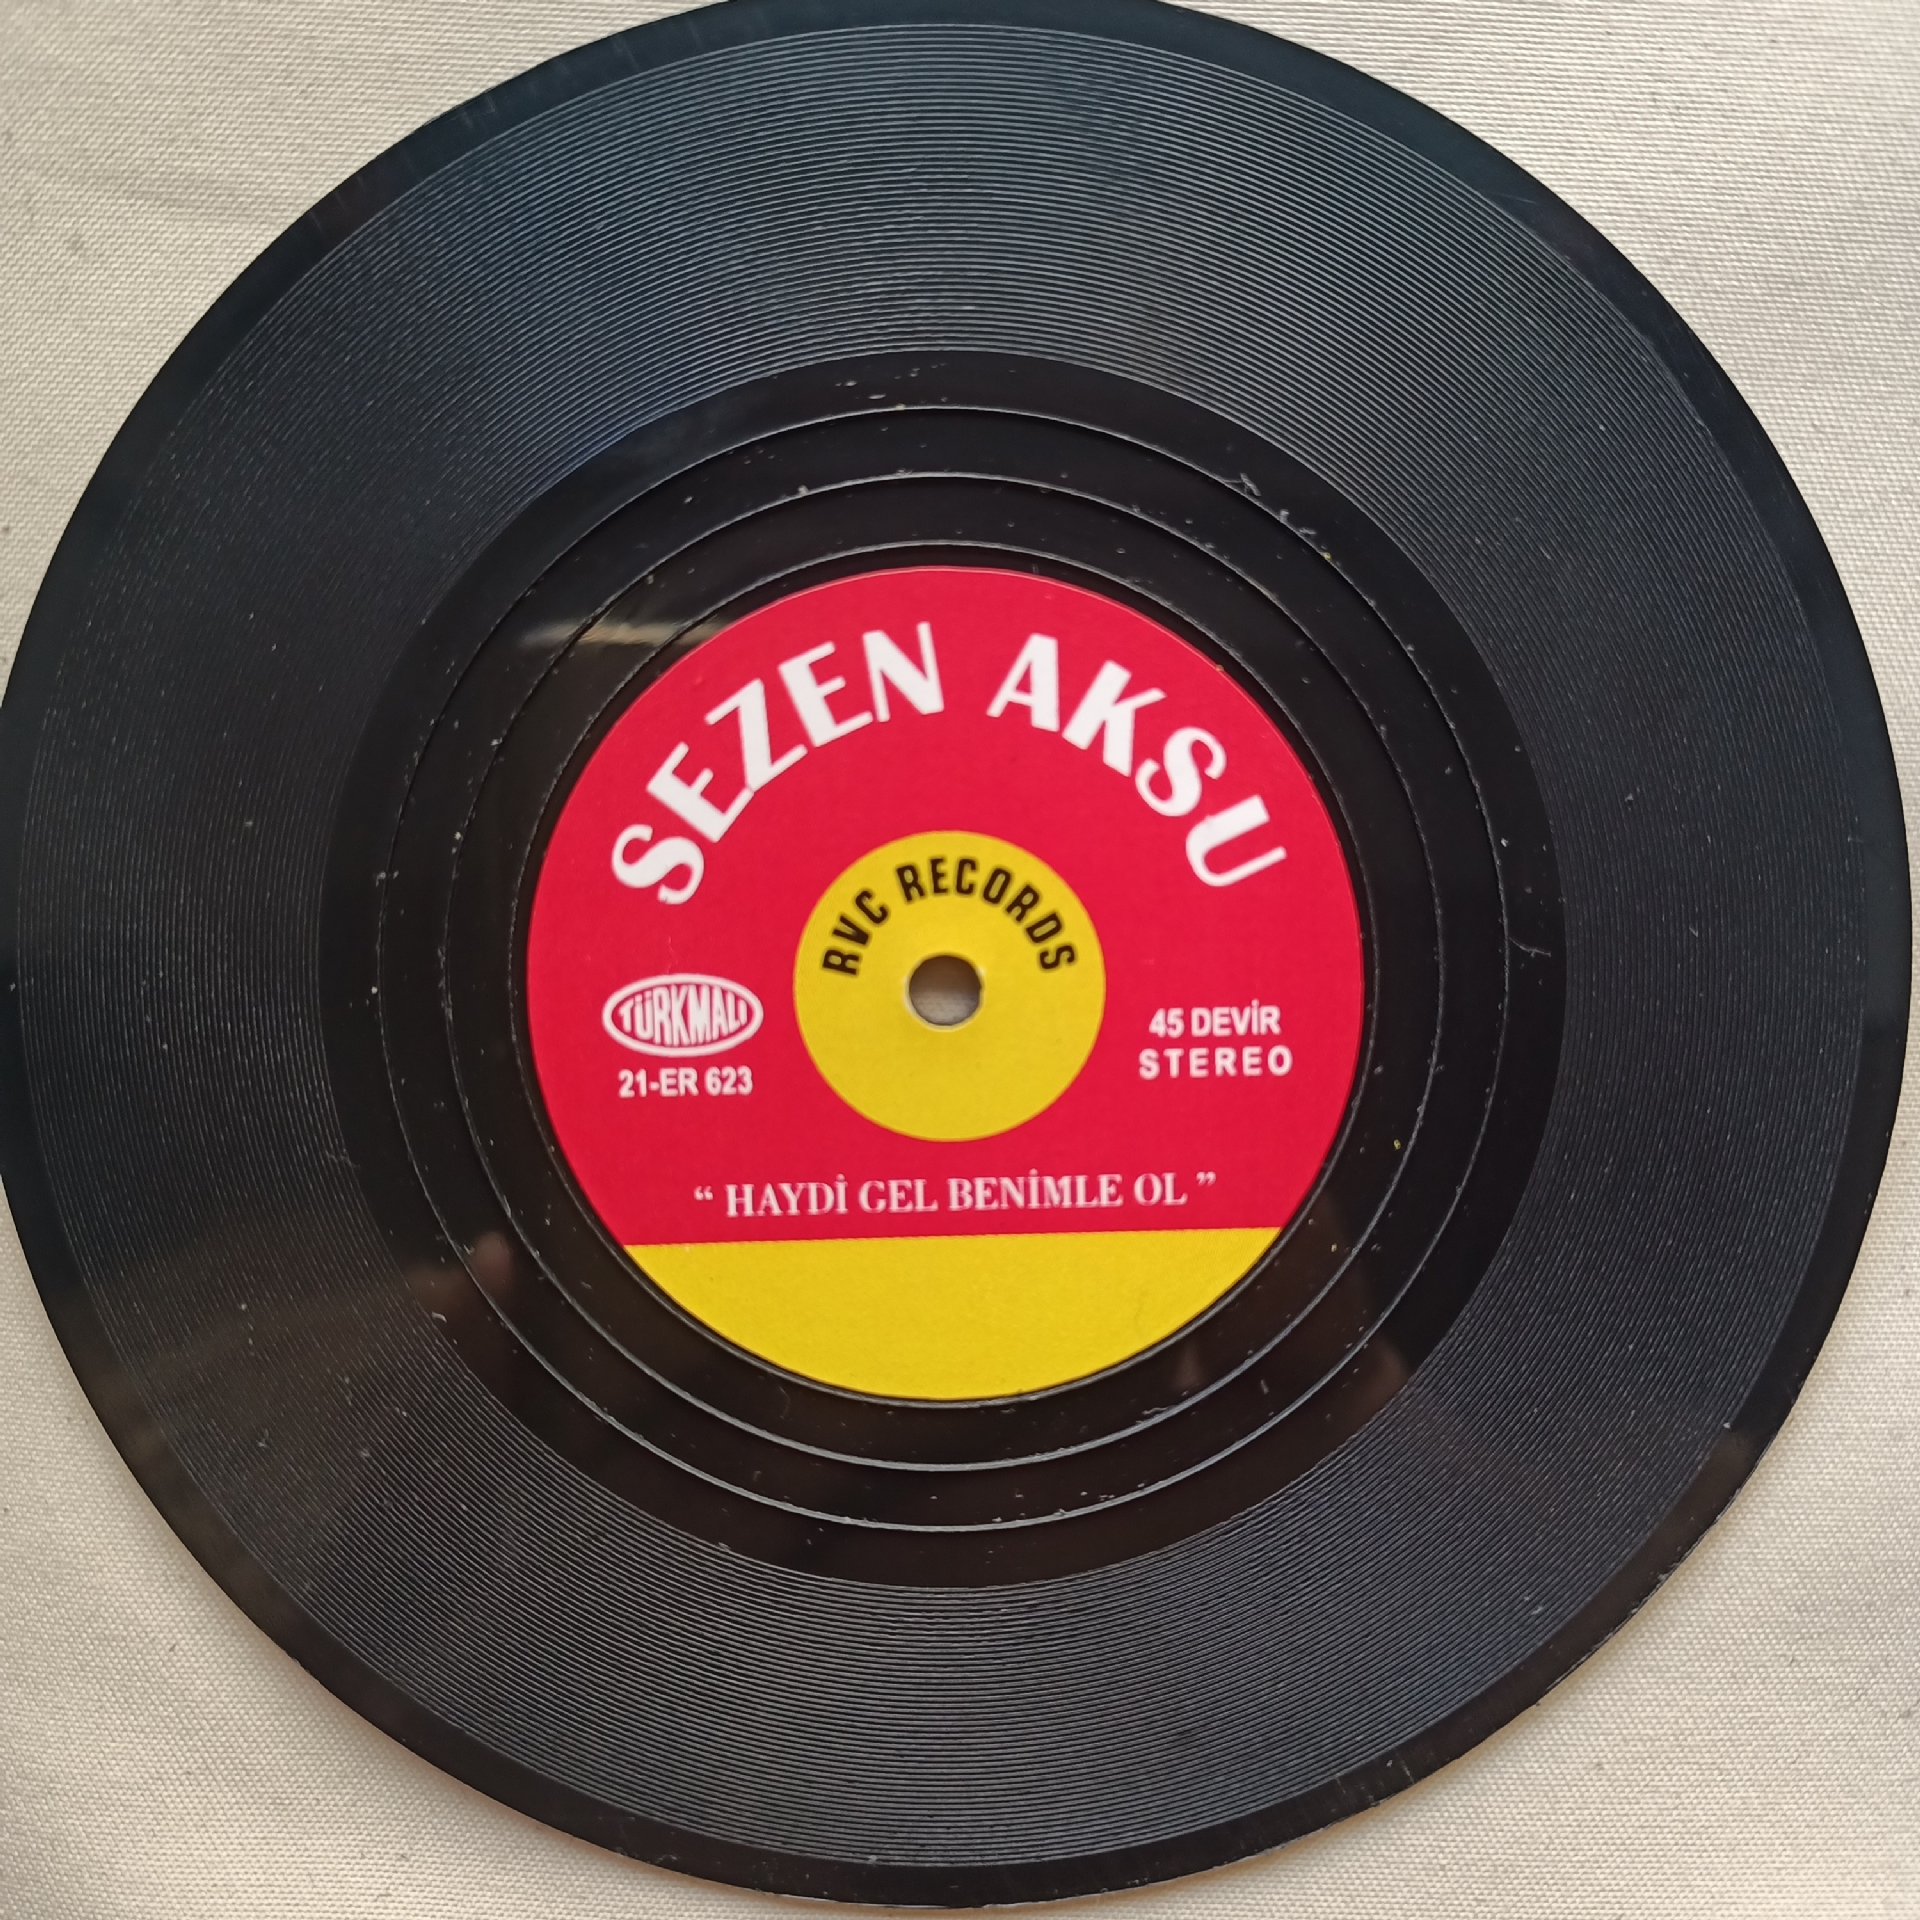 SEZEN AKSU
RVC RECORDS
TÜRKMALI
21-ER 623
45 DEVİR
STEREO
“ HAYDİ GEL BENİMLE OL ”